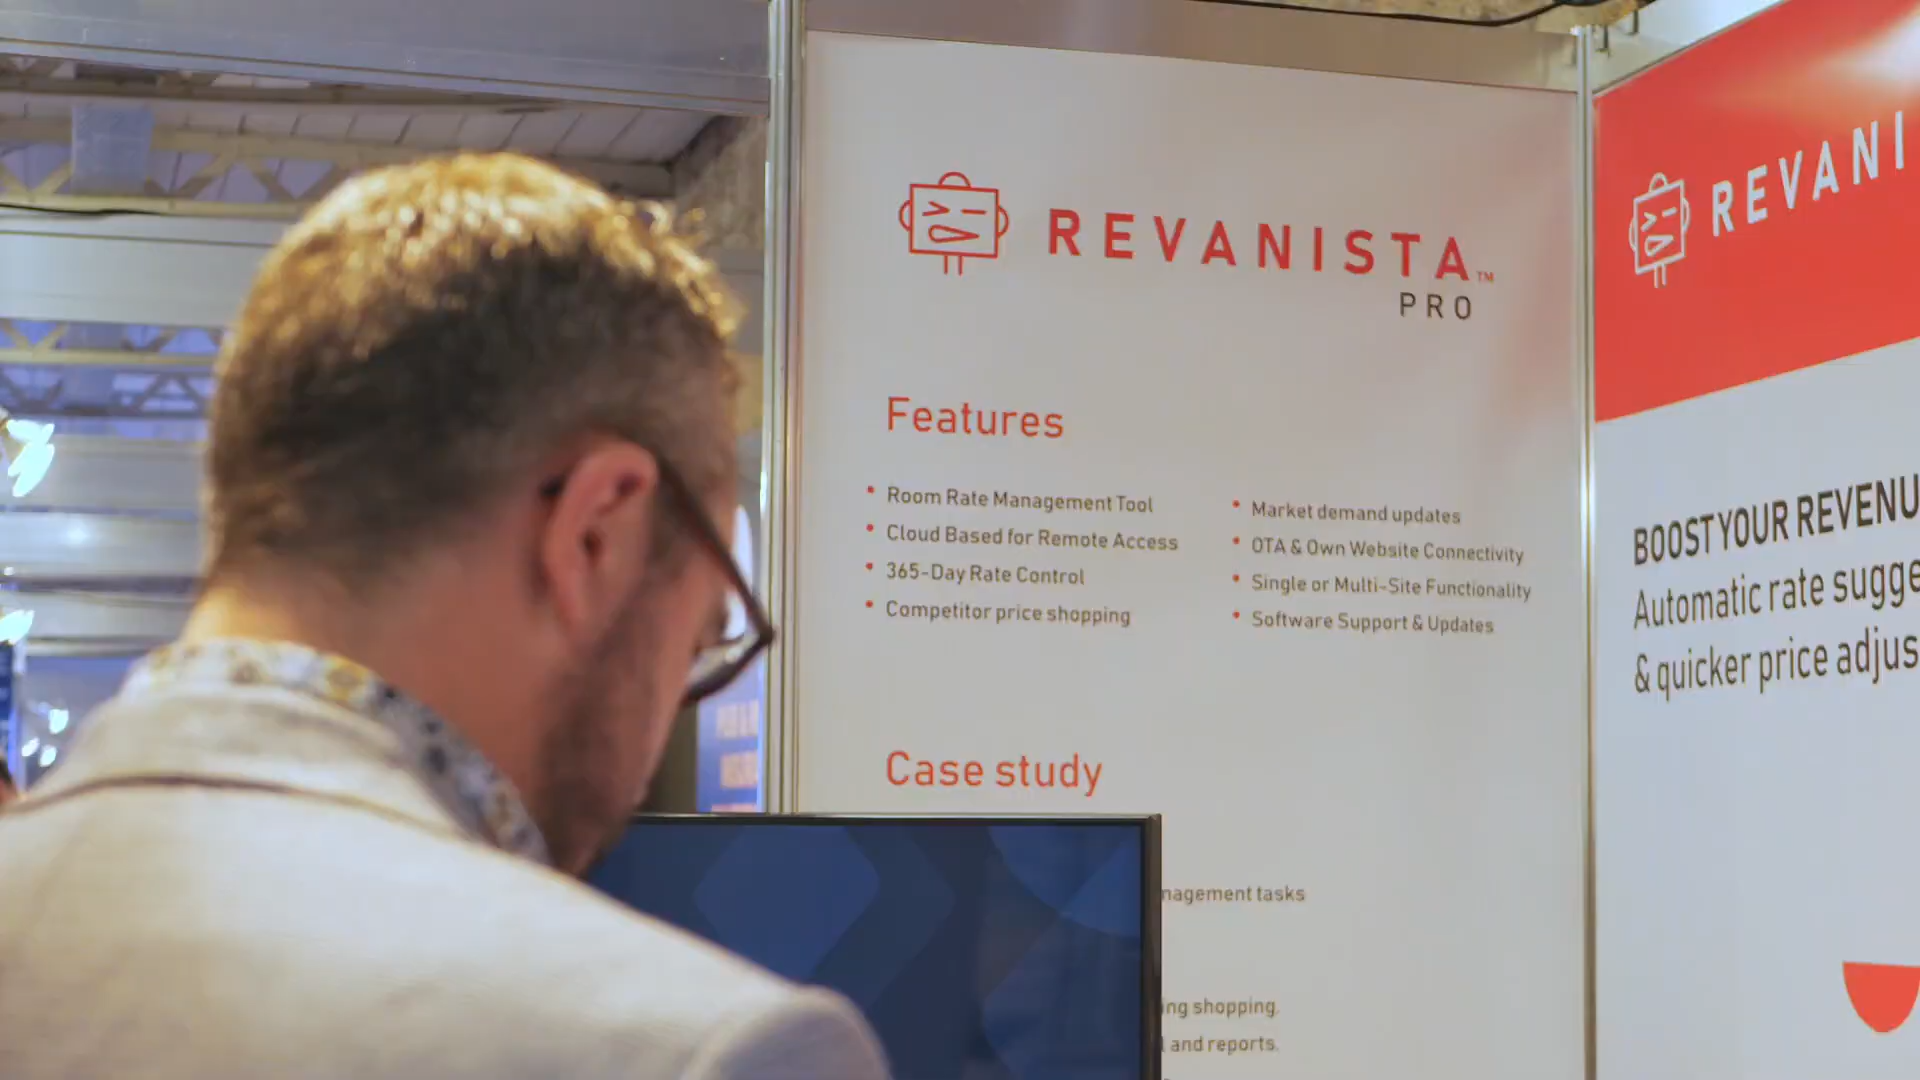 REVANISTA™
PRO
Features
• Room Rate Management Tool
• Cloud Based for Remote Access
• 365-Day Rate Control
• Competitor price shopping
• Market demand updates
• OTA & Own Website Connectivity
• Single or Multi-Site Functionality
• Software Support & Updates
Case study
nagement tasks
ing shopping.
and reports.
REVANI
BOOST YOUR REVENU
Automatic rate sugge
& quicker price adjus